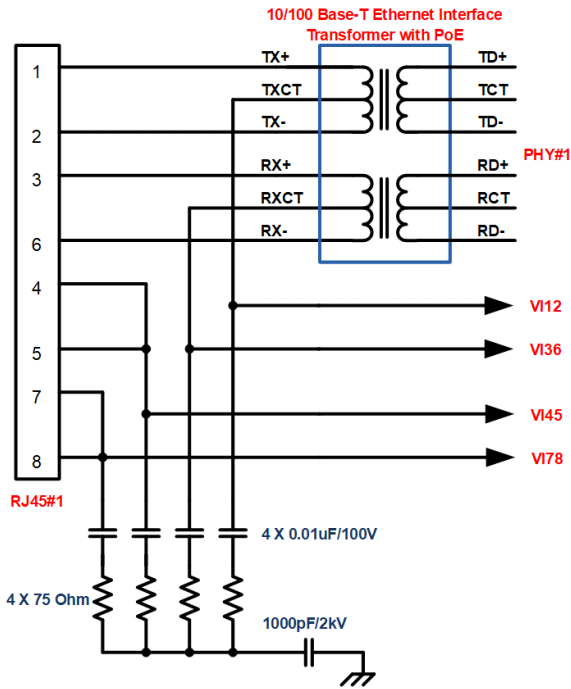 10/100 Base-T Ethernet Interface
Transformer with PoE
1
TX+
TD+
TXCT
TCT
2
TX-
TD-
PHY#1
3
RX+
RD+
RXCT
RCT
6
RX-
RD-
4
VI12
5
VI36
7
VI45
8
VI78
RJ45#1
4 X 0.01uF/100V
4 X 75 Ohm
1000pF/2kV